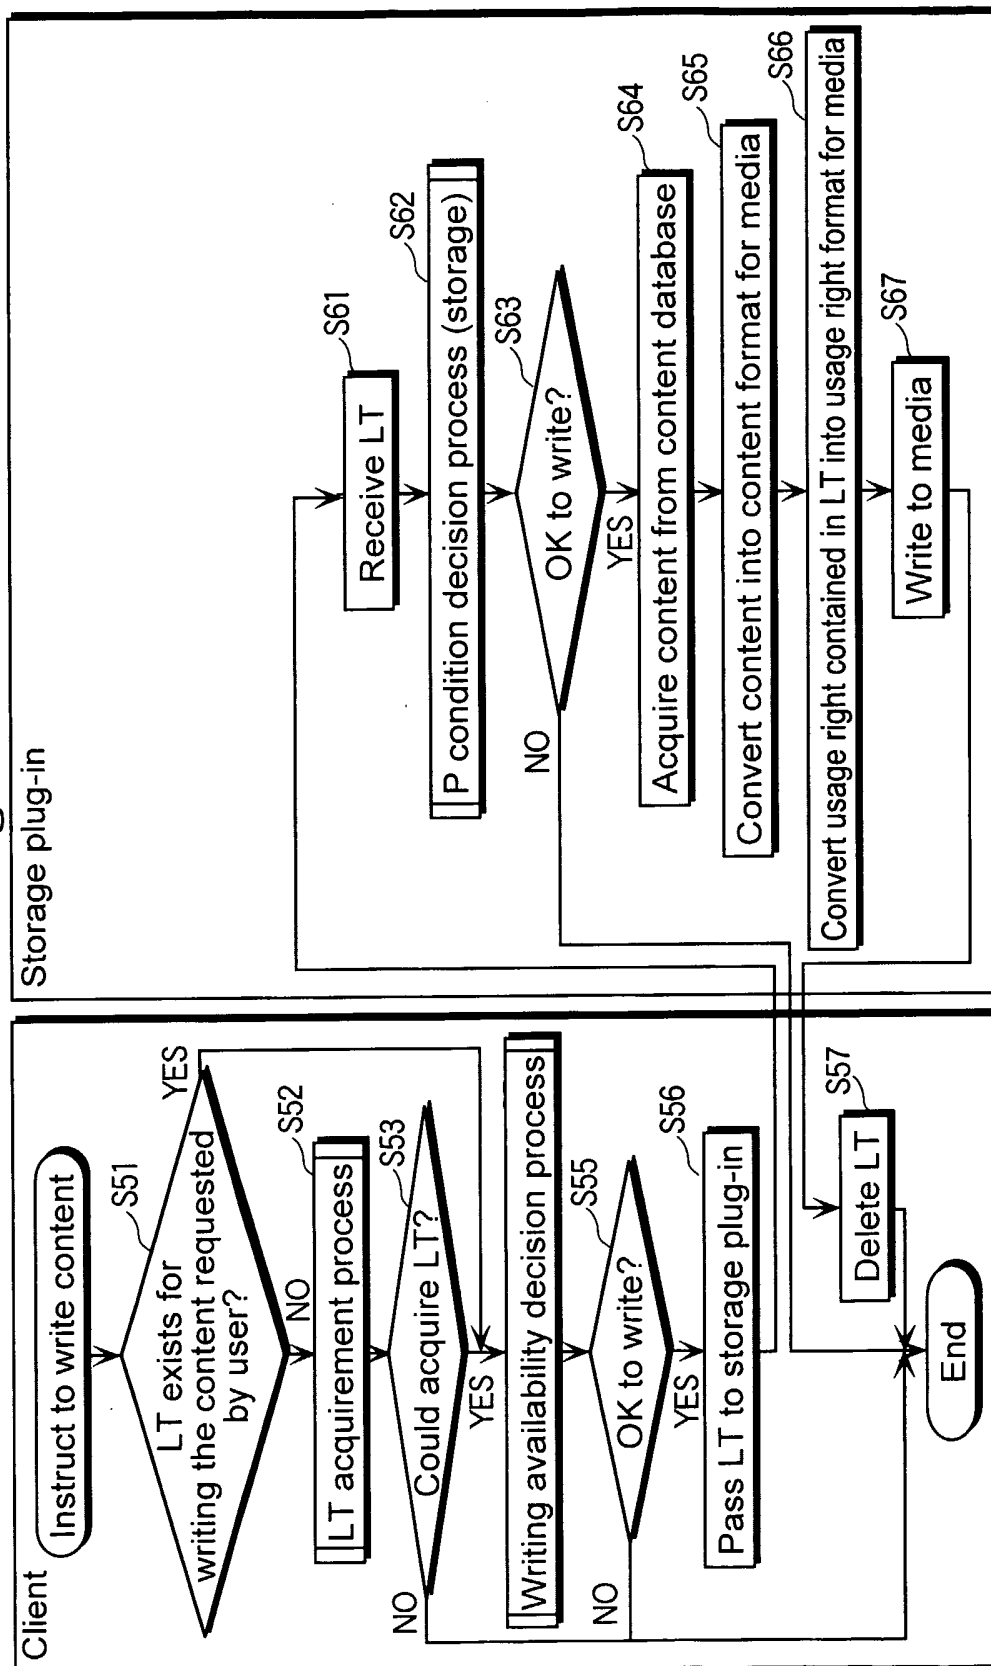 Client
Instruct to write content
S51
LT exists for
writing the content requested
by user?
YES
NO
S52
LT acquirement process
S53
Could acquire LT?
NO
YES
Writing availability decision process
S55
OK to write?
NO
YES
S56
Pass LT to storage plug-in
S57
Delete LT
End
Storage plug-in
S61
Receive LT
S62
P condition decision process (storage)
S63
OK to write?
NO
YES
S64
Acquire content from content database
S65
Convert content into content format for media
S66
Convert usage right contained in LT into usage right format for media
S67
Write to media